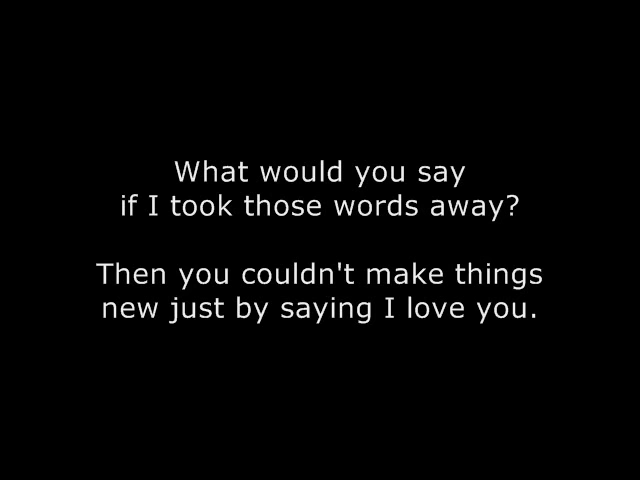 What would you say
if I took those words away?
Then you couldn't make things
new just by saying I love you.